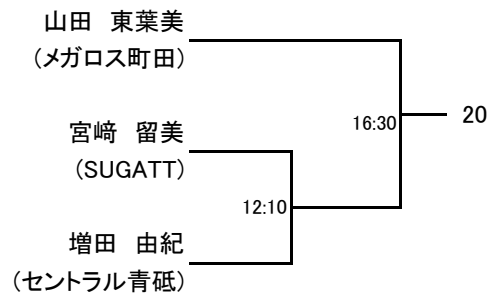 山田　東葉美
（メガロス町田）
16:30
20
宮﨑　留美
（SUGATT）
12:10
増田　由紀
（セントラル青砥）